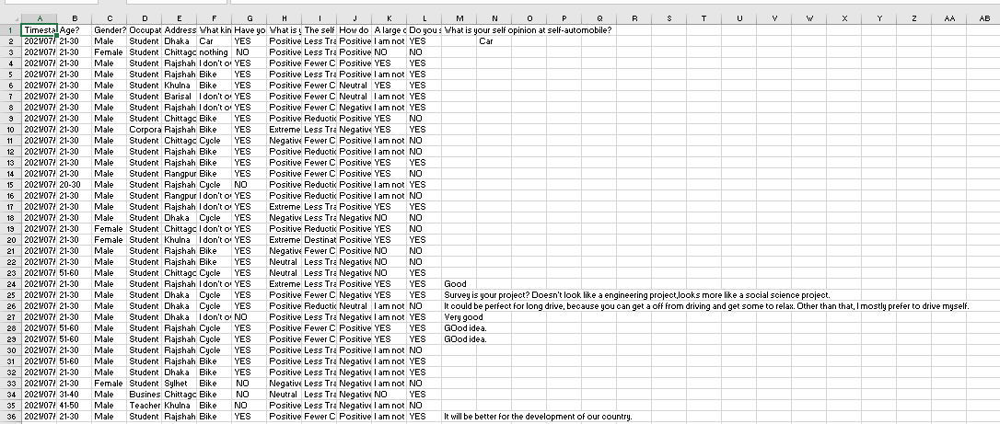 A B C D E F G H I J K L M N O P Q R S T U V W X Y Z AA AB
1 Timesta Age? Gender? Occupat Address What kin Have yo What is y The self How do A large c Do you s What is your self opinion at self-automobile?
2 2021/07/ 21-30 Male Student Dhaka Car YES Positive Less Tra Positive I am not YES Car
3 2021/07/ 21-30 Female Student Chittagc nothing NO Positive Less Tra Positive NO NO
4 2021/07/ 21-30 Male Student Rajshah I don't ov YES Positive Fewer C Positive YES YES
5 2021/07/ 21-30 Male Student Rajshah Bike YES Positive Less Tra Positive I am not YES
6 2021/07/ 21-30 Male Student Khulna Bike YES Positive Fewer C Neutral YES YES
7 2021/07/ 21-30 Male Student Barisal I don't ov YES Positive Fewer C Neutral I am not YES
8 2021/07/ 21-30 Male Student Rajshah I don't ov YES Positive Fewer C Negative I am not YES
9 2021/07/ 21-30 Male Student Chittagc Bike YES Positive Reductic Positive YES NO
10 2021/07/ 21-30 Male Corpora Rajshah Bike YES Extreme Less Tra Negative YES YES
11 2021/07/ 21-30 Male Student Chittagc Cycle YES Negative Fewer C Negative I am not NO
12 2021/07/ 21-30 Male Student Rajshah Bike YES Positive Reductic Positive I am not NO
13 2021/07/ 21-30 Male Student Rajshah Bike YES Positive Fewer C Positive YES YES
14 2021/07/ 21-30 Male Student Rangpur Bike YES Positive Fewer C Positive YES NO
15 2021/07/ 20-30 Male Student Rajshah Cycle NO Positive Reductic Positive I am not NO
16 2021/07/ 21-30 Male Student Rangpur I don't ov YES Positive Reductic Positive I am not YES
17 2021/07/ 21-30 Male Student Rajshah I don't ov YES Extreme Less Tra Positive YES YES
18 2021/07/ 21-30 Male Student Dhaka Cycle YES Negative Less Tra Negative NO NO
19 2021/07/ 21-30 Female Student Chittagc I don't ov YES Positive Reductic Positive YES NO
20 2021/07/ 21-30 Female Student Khulna I don't ov YES Extreme Destinat Positive YES YES
21 2021/07/ 21-30 Male Student Rajshah Bike YES Negative Fewer C Positive NO NO
22 2021/07/ 21-30 Male Student Rajshah Bike YES Neutral Less Tra Negative NO NO
23 2021/07/ 51-60 Male Student Chittagc Cycle YES Neutral Less Tra Negative NO YES
24 2021/07/ 21-30 Male Student Rajshah I don't ov YES Extreme Less Tra Positive YES YES Good
25 2021/07/ 21-30 Male Student Dhaka Cycle YES Positive Fewer C Negative YES YES Survey is your project? Doesn't look like a engineering project,looks more like a social science project.
26 2021/07/ 21-30 Male Student Dhaka Cycle YES Positive Reductic Neutral I am not NO It could be perfect for long drive, because you can get a off from driving and get some to relax. Other than that, I mostly prefer to drive myself.
27 2021/07/ 21-30 Male Student Dhaka I don't ov NO Positive Less Tra Negative I am not YES Very good
28 2021/07/ 51-60 Male Student Rajshah Cycle YES Positive Fewer C Positive YES YES GOod idea.
29 2021/07/ 51-60 Male Student Rajshah Cycle YES Positive Fewer C Positive YES YES GOod idea.
30 2021/07/ 21-30 Male Student Rajshah Cycle YES Positive Less Tra Positive I am not NO
31 2021/07/ 51-60 Male Student Rajshah Bike YES Positive Less Tra Negative I am not YES
32 2021/07/ 21-30 Male Student Dhaka Bike YES Positive Less Tra Negative I am not NO
33 2021/07/ 21-30 Female Student Sylhet Bike NO Negative Less Tra Negative I am not NO
34 2021/07/ 31-40 Male Busines Chittagc Bike NO Neutral Less Tra Negative NO YES
35 2021/07/ 41-50 Male Teacher Khulna Bike NO Positive Less Tra Negative I am not NO
36 2021/07/ 21-30 Male Student Rajshah Bike YES Positive Fewer C Positive I am not YES It will be better for the development of our country.